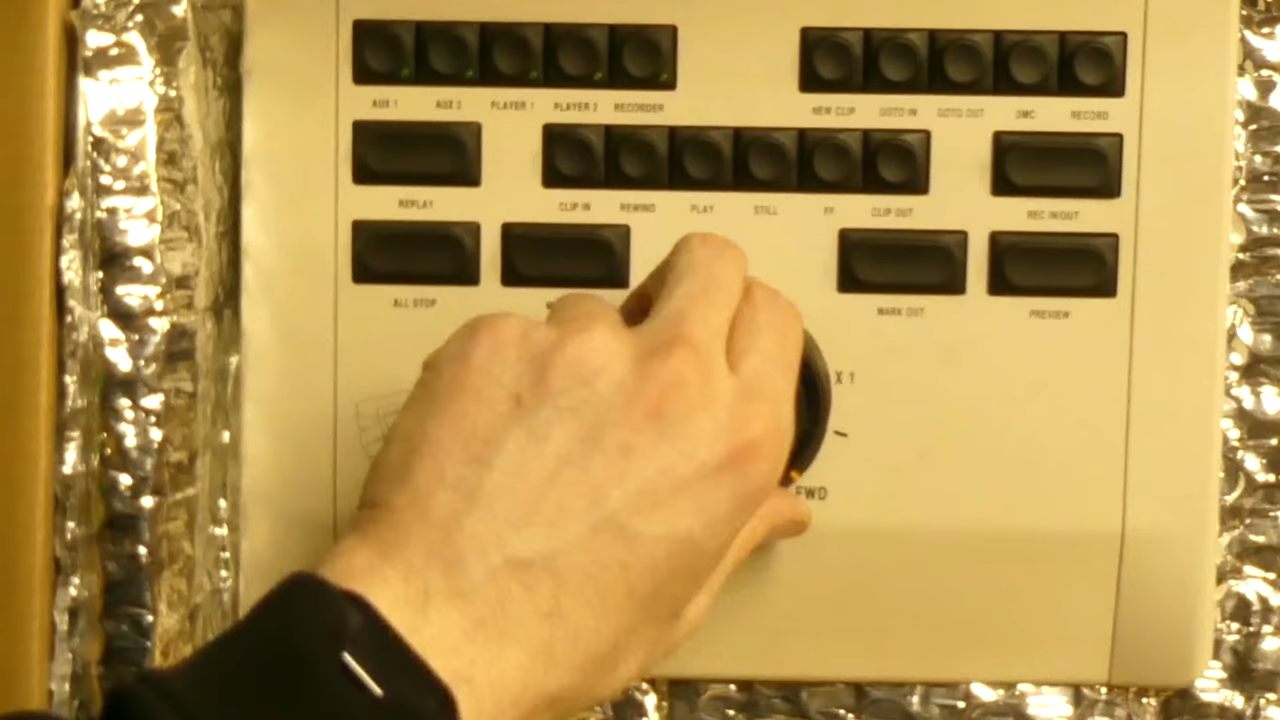 AUX 1 AUX 2 PLAYER 1 PLAYER 2 RECORDER
NEW CLIP GOTO IN GOTO OUT DMC RECORD
REPLAY CLIP IN REWIND PLAY STILL FF CLIP OUT REC IN/OUT
ALL STOP MARK OUT PREVIEW
X 1
FWD